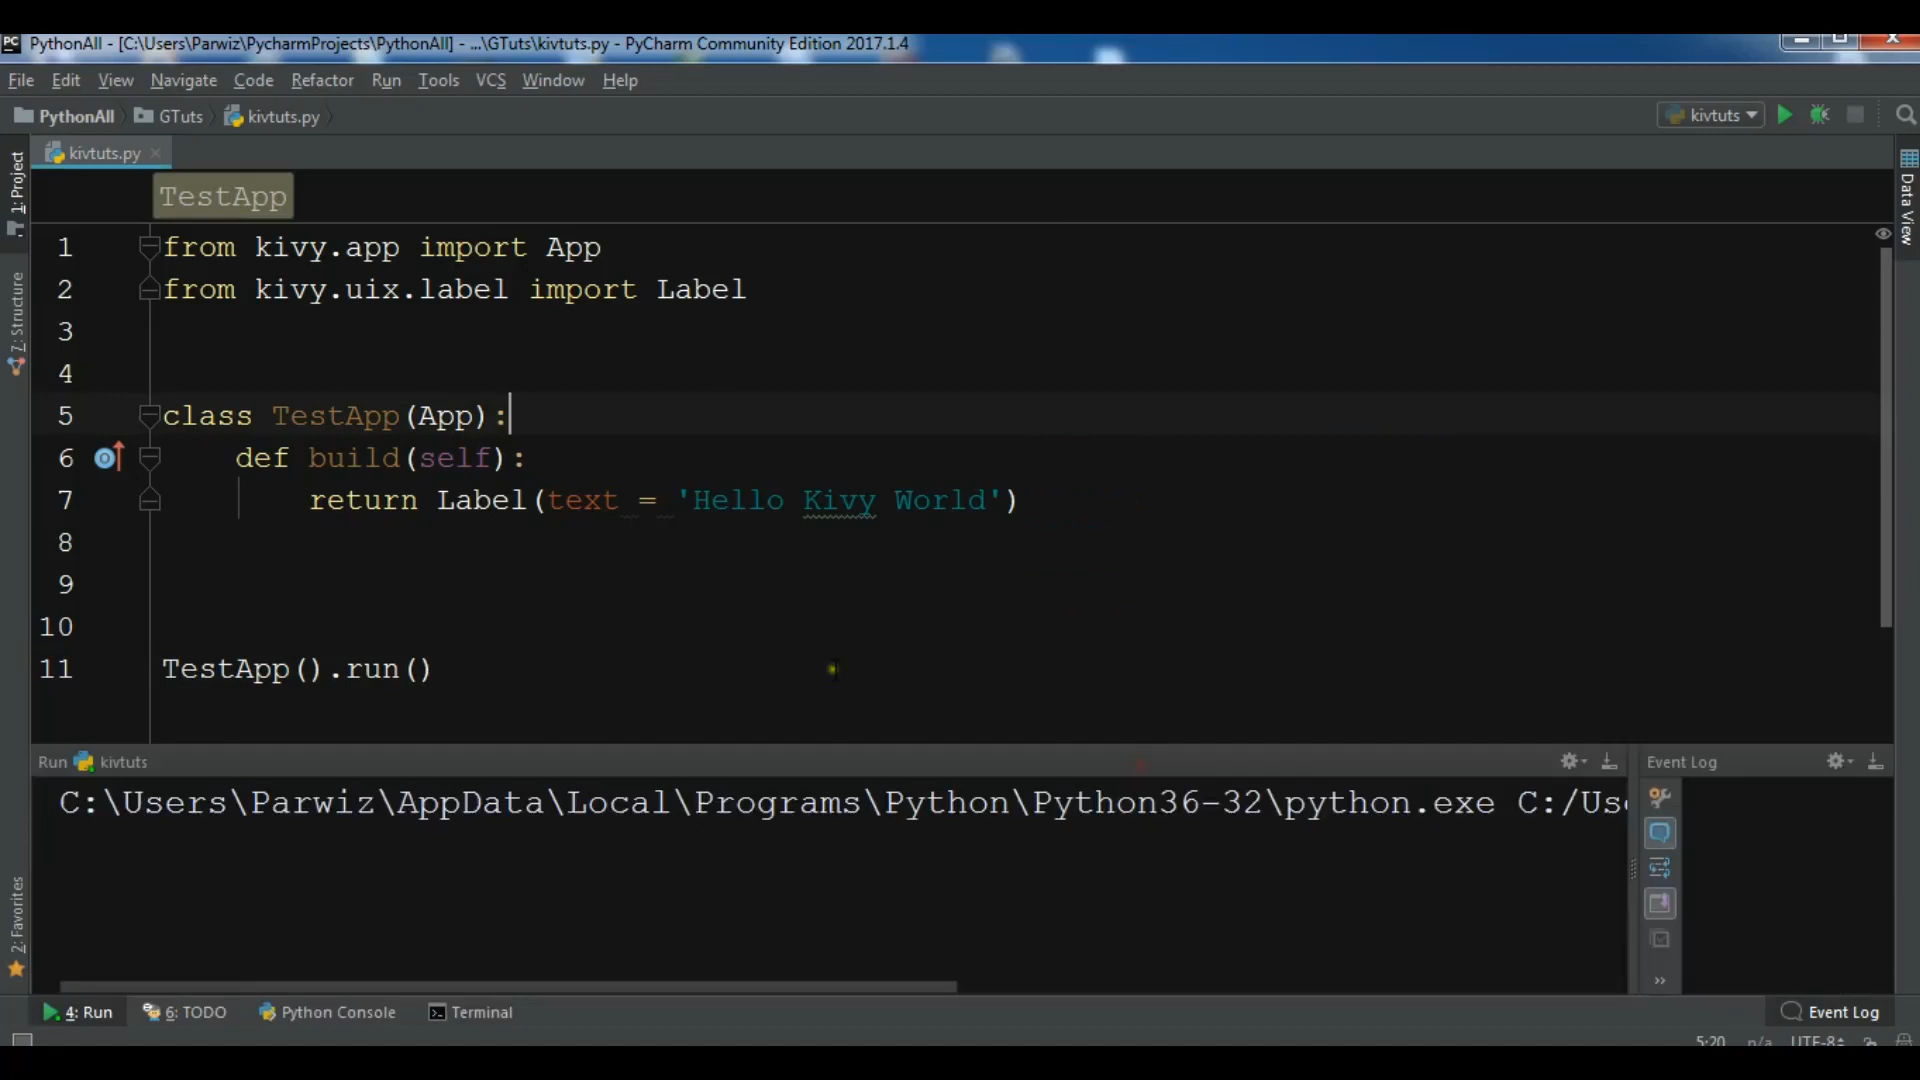 PC PythonAll - [C:\Users\Parwiz\PycharmProjects\PythonAll] - ...\GTuts\kivtuts.py - PyCharm Community Edition 2017.1.4
File Edit View Navigate Code Refactor Run Tools VCS Window Help
PythonAll GTuts kivtuts.py kivtuts
kivtuts.py
1: Project
7: Structure
2: Favorites
Data View
TestApp
1 from kivy.app import App
2 from kivy.uix.label import Label
3
4
5 class TestApp(App):
6 def build(self):
7 return Label(text = 'Hello Kivy World')
8
9
10
11 TestApp().run()
Run kivtuts
Event Log
C:\Users\Parwiz\AppData\Local\Programs\Python\Python36-32\python.exe C:/Us
4: Run 6: TODO Python Console Terminal Event Log
5:20 n/a UTF-8